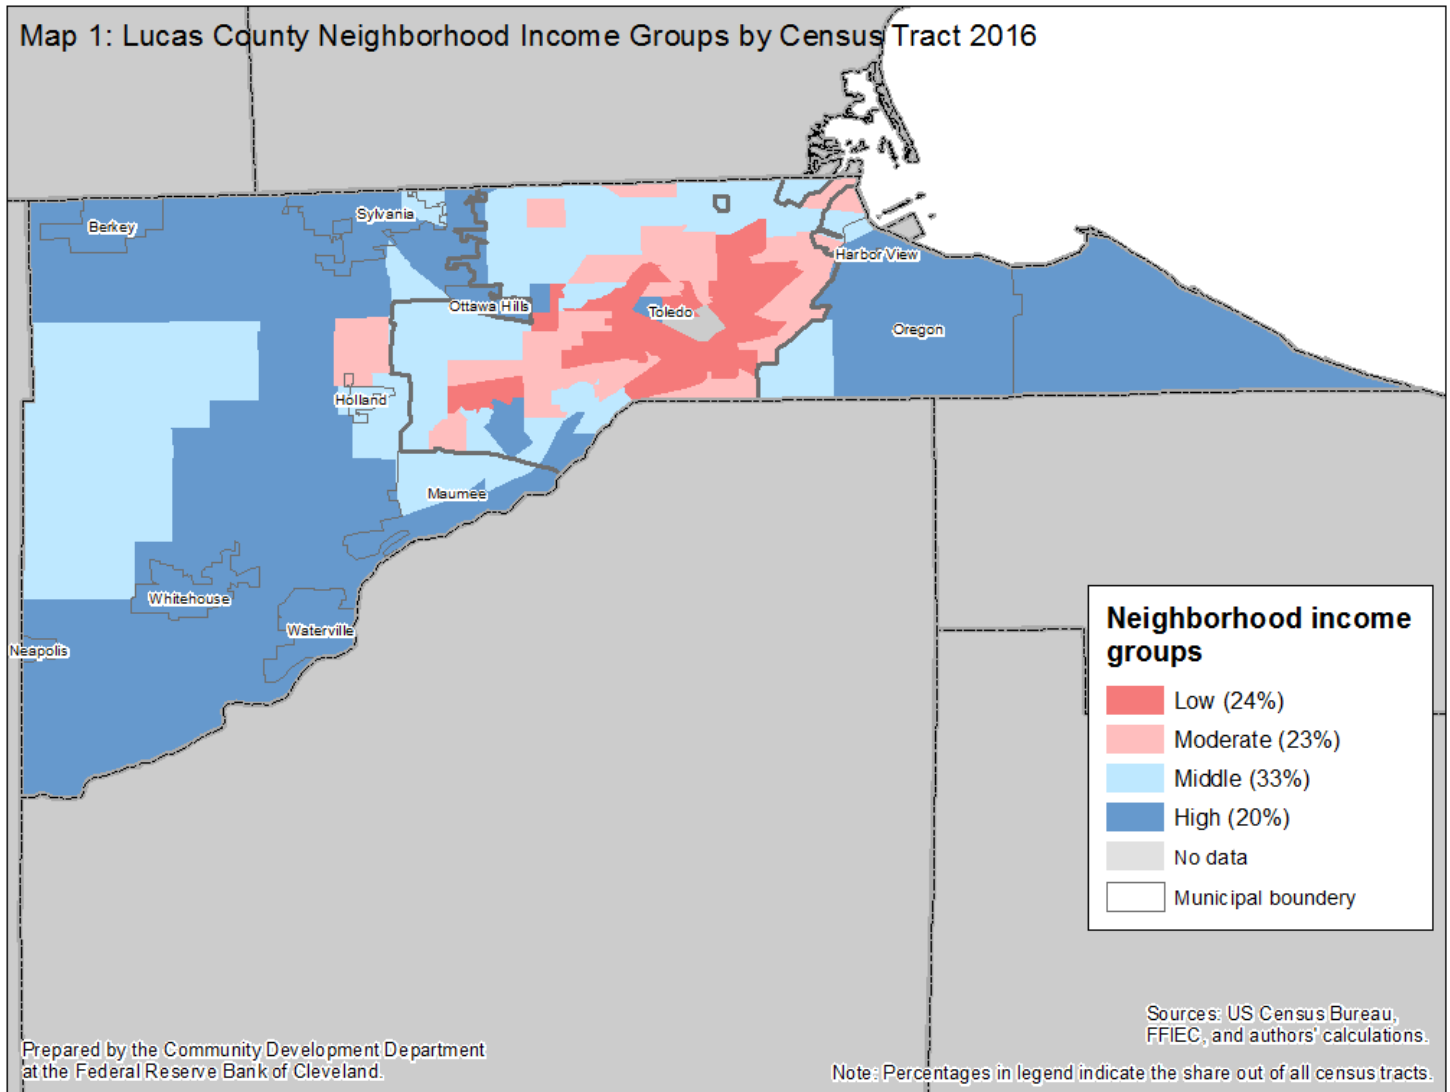 Map 1: Lucas County Neighborhood Income Groups by Census Tract 2016
Berkey
Sylvania
Harbor View
Ottawa Hills
Toledo
Oregon
Holland
Maumee
Whitehouse
Waterville
Neapolis
Neighborhood income
groups
Low (24%)
Moderate (23%)
Middle (33%)
High (20%)
No data
Municipal boundery
Sources: US Census Bureau,
FFIEC, and authors' calculations.
Prepared by the Community Development Department
at the Federal Reserve Bank of Cleveland.
Note: Percentages in legend indicate the share out of all census tracts.